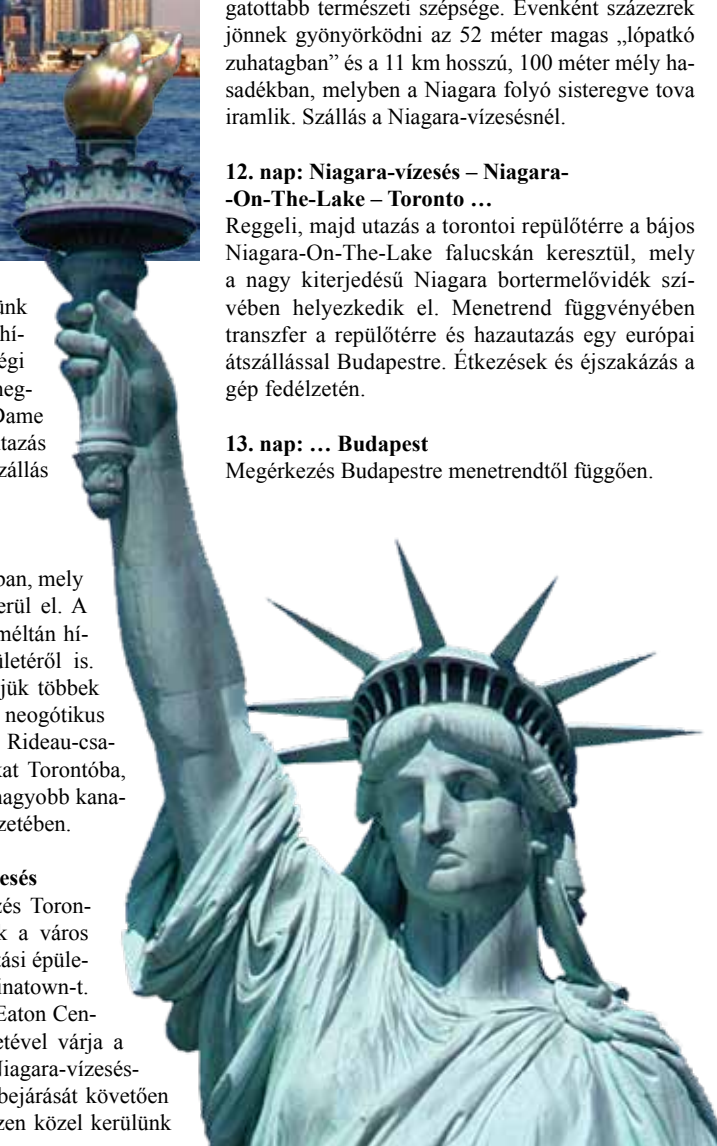 ünk
hí-
égi
neg-
Dame
tazás
zállás
ban, mely
erül el. A
méltán hí-
ületéről is.
jük többek
neogótikus
Rideau-csa-
kat Torontóba,
nagyobb kana-
zetében.
esés
zés Toron-
k a város
tási épüle-
inatown-t.
Eaton Cen-
etével várja a
Niagara-vízesés-
bejárását követően
zen közel kerülünk
gatottabb természeti szépsége. Évenként százezrek
jönnek gyönyörködni az 52 méter magas „lópatkó
zuhatagban” és a 11 km hosszú, 100 méter mély ha-
sadékban, melyben a Niagara folyó sisteregve tova
iramlik. Szállás a Niagara-vízesésnél.
12. nap: Niagara-vízesés – Niagara-
-On-The-Lake – Toronto …
Reggeli, majd utazás a torontoi repülőtérre a bájos
Niagara-On-The-Lake falucskán keresztül, mely
a nagy kiterjedésű Niagara bortermelővidék szí-
vében helyezkedik el. Menetrend függvényében
transzfer a repülőtérre és hazautazás egy európai
átszállással Budapestre. Étkezések és éjszakázás a
gép fedélzetén.
13. nap: … Budapest
Megérkezés Budapestre menetrendtől függően.